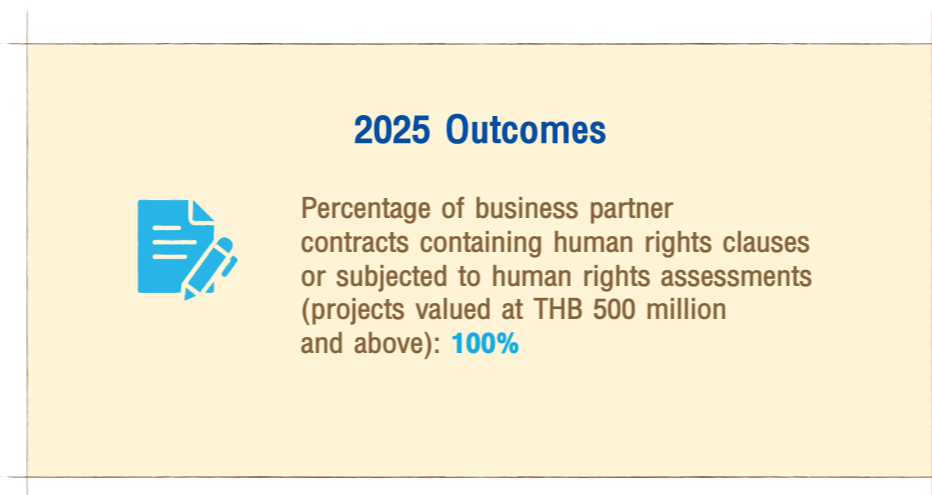 2025 Outcomes
Percentage of business partner
contracts containing human rights clauses
or subjected to human rights assessments
(projects valued at THB 500 million
and above): 100%